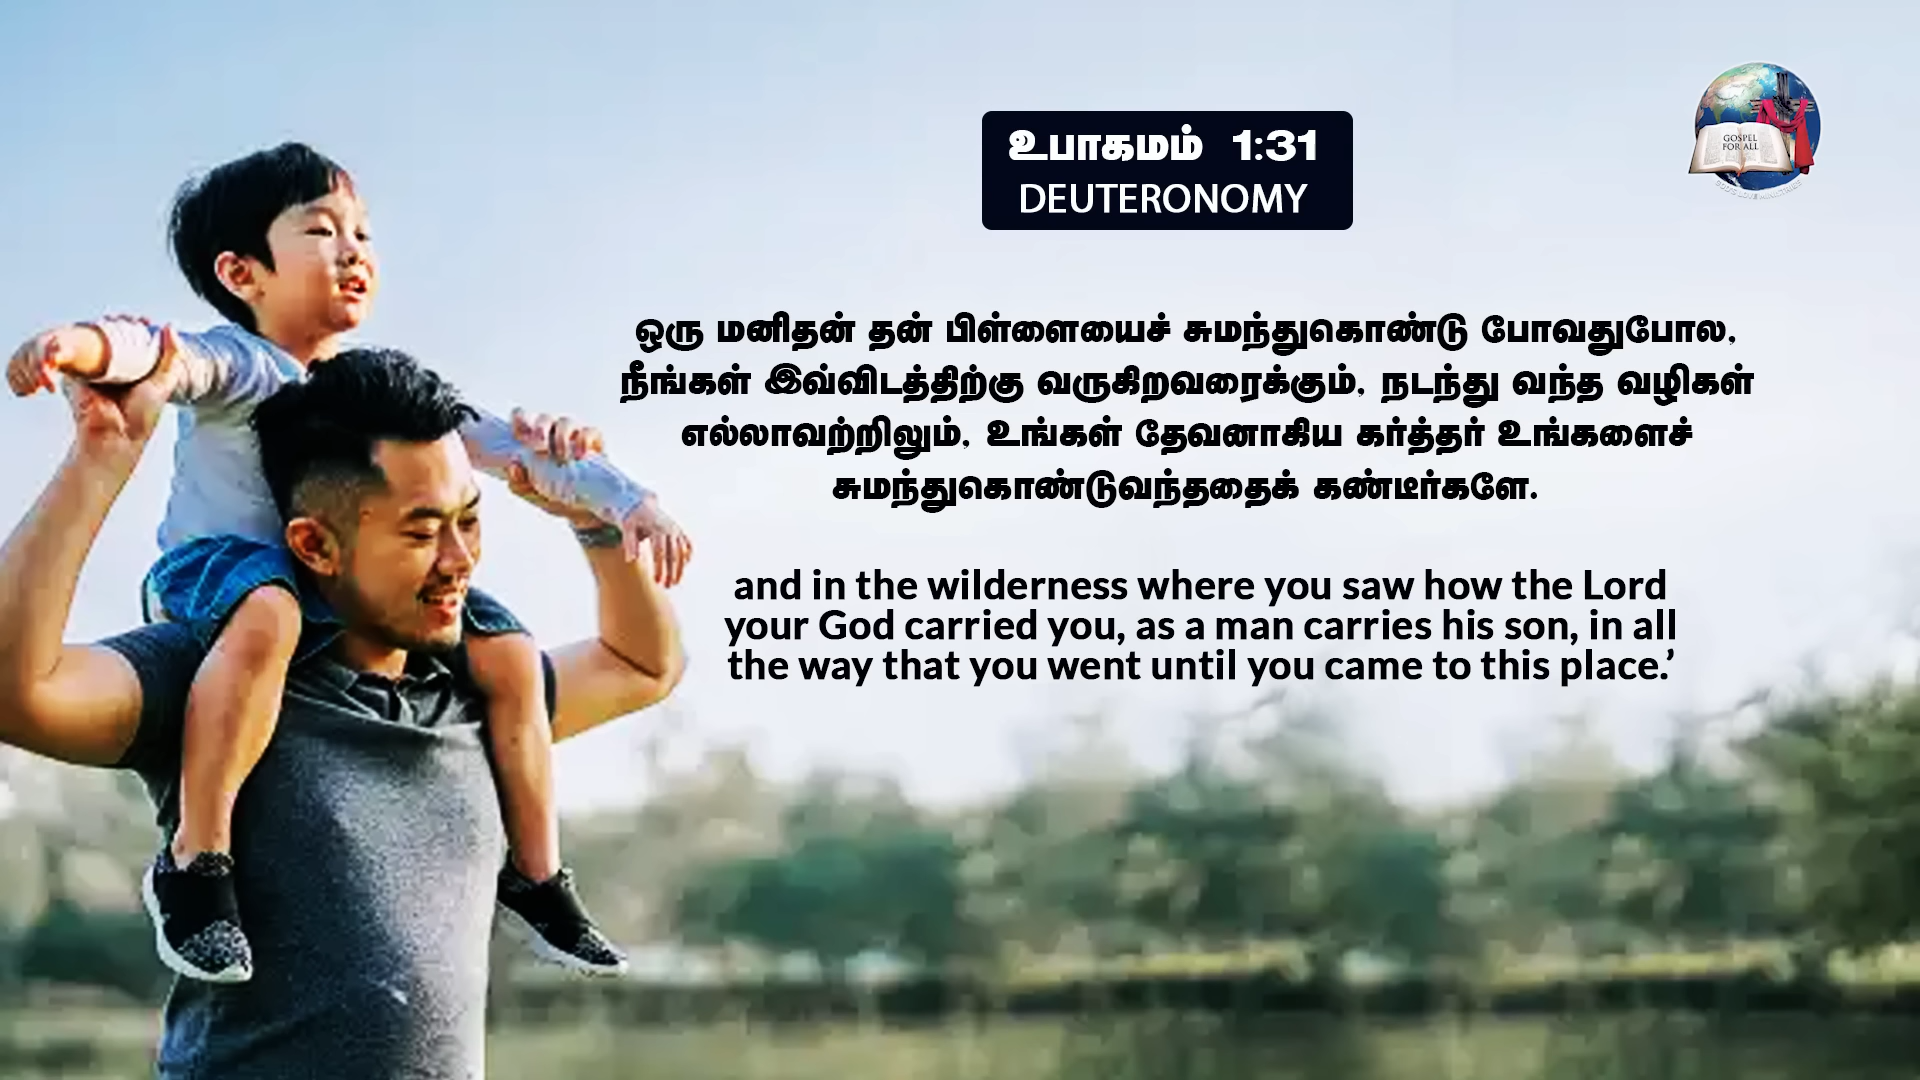 உபாகமம் 1:31
DEUTERONOMY
GOSPEL
FOR ALL
ஒரு மனிதன் தன் பிள்ளையைச் சுமந்துகொண்டு போவதுபோல,
நீங்கள் இவ்விடத்திற்கு வருகிறவரைக்கும், நடந்து வந்த வழிகள்
எல்லாவற்றிலும், உங்கள் தேவனாகிய கர்த்தர் உங்களைச்
சுமந்துகொண்டுவந்ததைக் கண்டீர்களே.
and in the wilderness where you saw how the Lord
your God carried you, as a man carries his son, in all
the way that you went until you came to this place.’